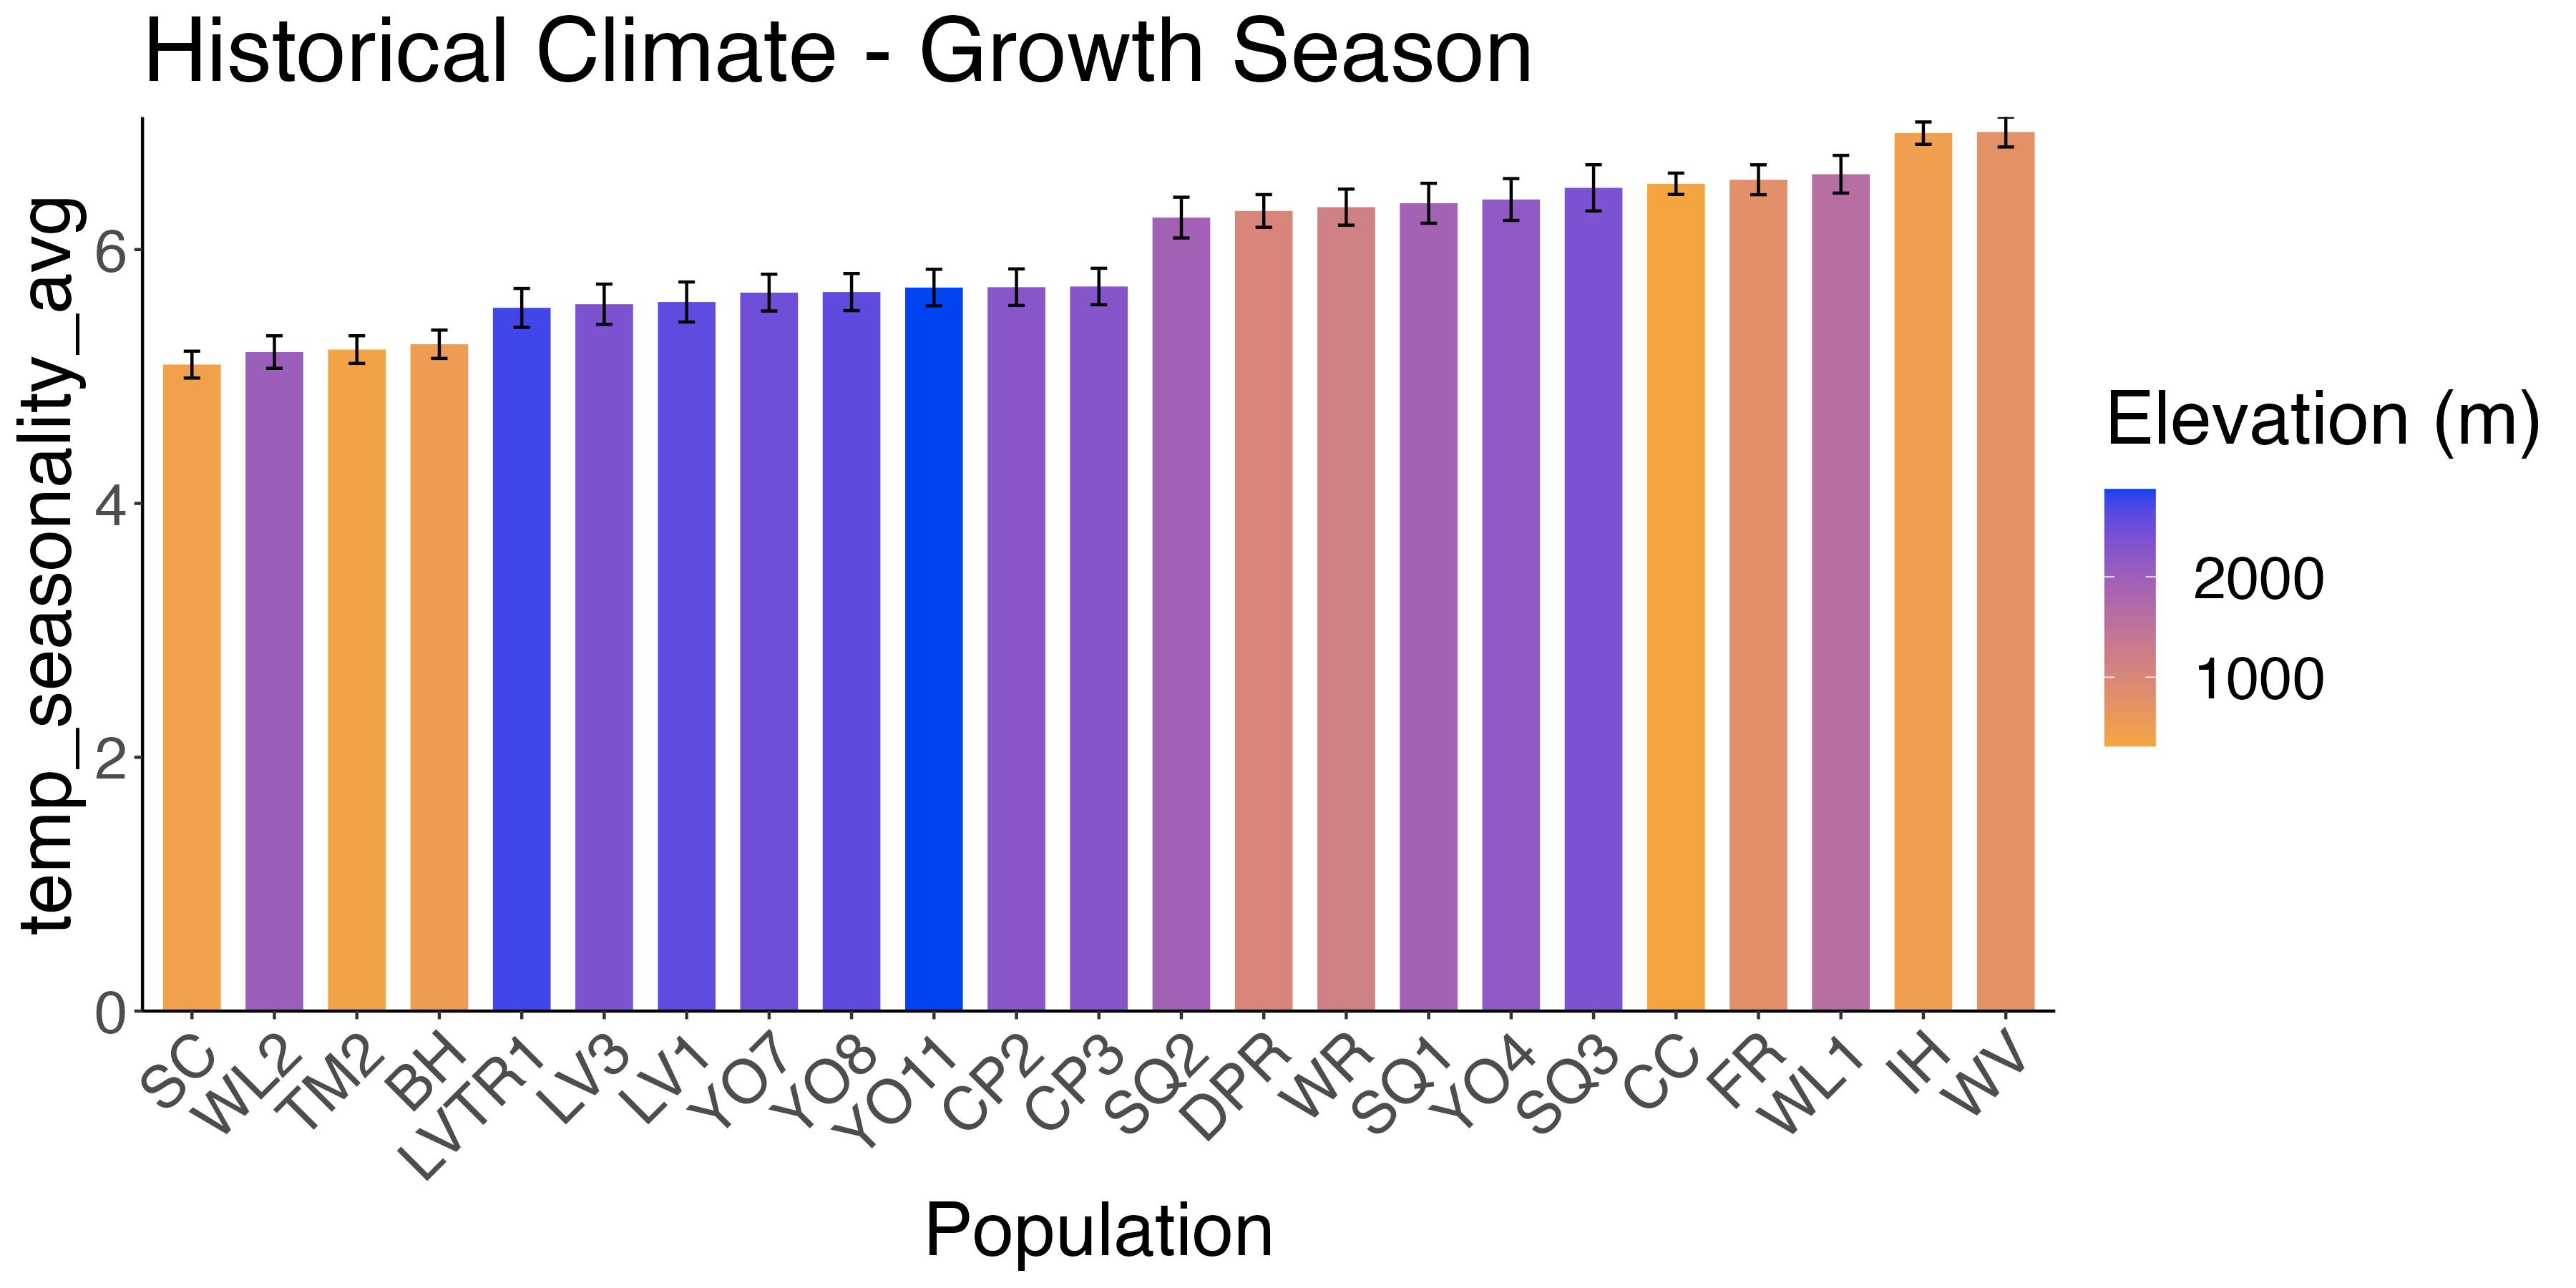 Historical Climate - Growth Season
temp_seasonality_avg
6
4
2
0
SC
WL2
TM2
BH
LVTR1
LV3
LV1
YO7
YO8
YO11
CP2
CP3
SQ2
DPR
WR
SQ1
YO4
SQ3
CC
FR
WL1
IH
WV
Population
Elevation (m)
2000
1000